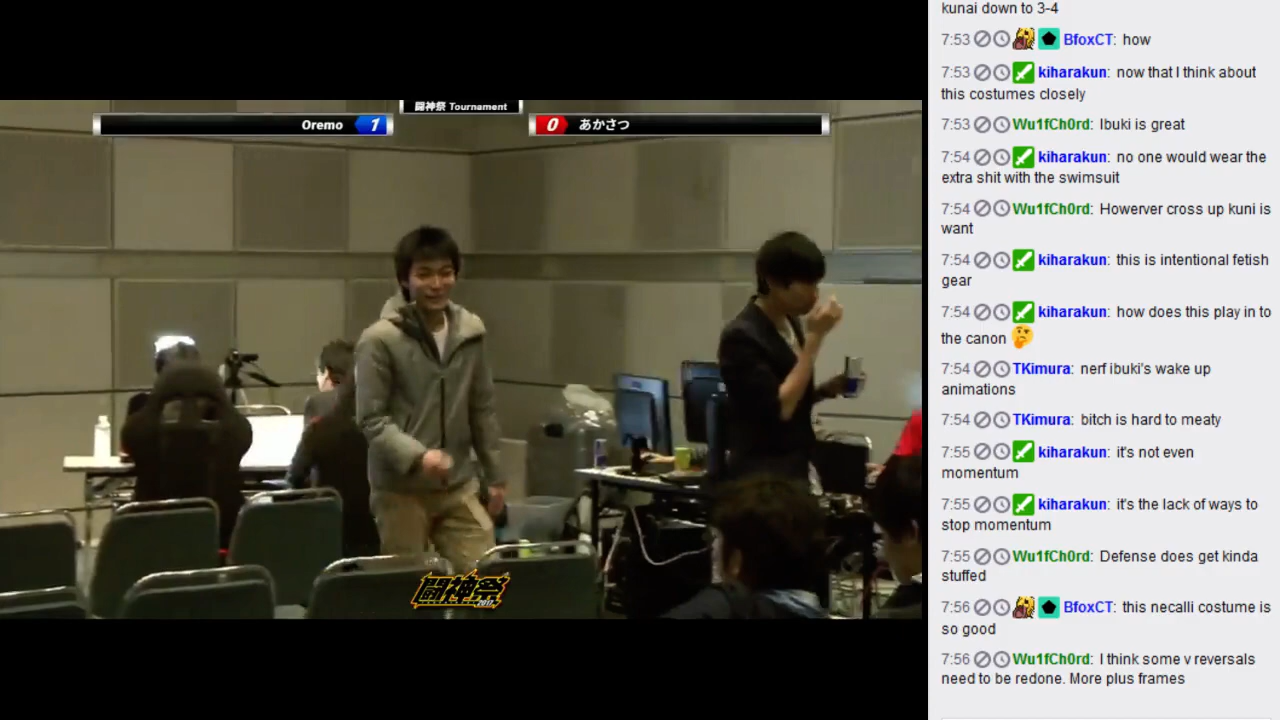 闘神祭 Tournament
Oremo 1
0 あかさつ
闘神祭
2017
kunai down to 3-4
7:53 BfoxCT: how
7:53 kiharakun: now that I think about
this costumes closely
7:53 Wu1fCh0rd: Ibuki is great
7:54 kiharakun: no one would wear the
extra shit with the swimsuit
7:54 Wu1fCh0rd: Howerver cross up kuni is
want
7:54 kiharakun: this is intentional fetish
gear
7:54 kiharakun: how does this play in to
the canon
7:54 TKimura: nerf ibuki's wake up
animations
7:54 TKimura: bitch is hard to meaty
7:55 kiharakun: it's not even
momentum
7:55 kiharakun: it's the lack of ways to
stop momentum
7:55 Wu1fCh0rd: Defense does get kinda
stuffed
7:56 BfoxCT: this necalli costume is
so good
7:56 Wu1fCh0rd: I think some v reversals
need to be redone. More plus frames